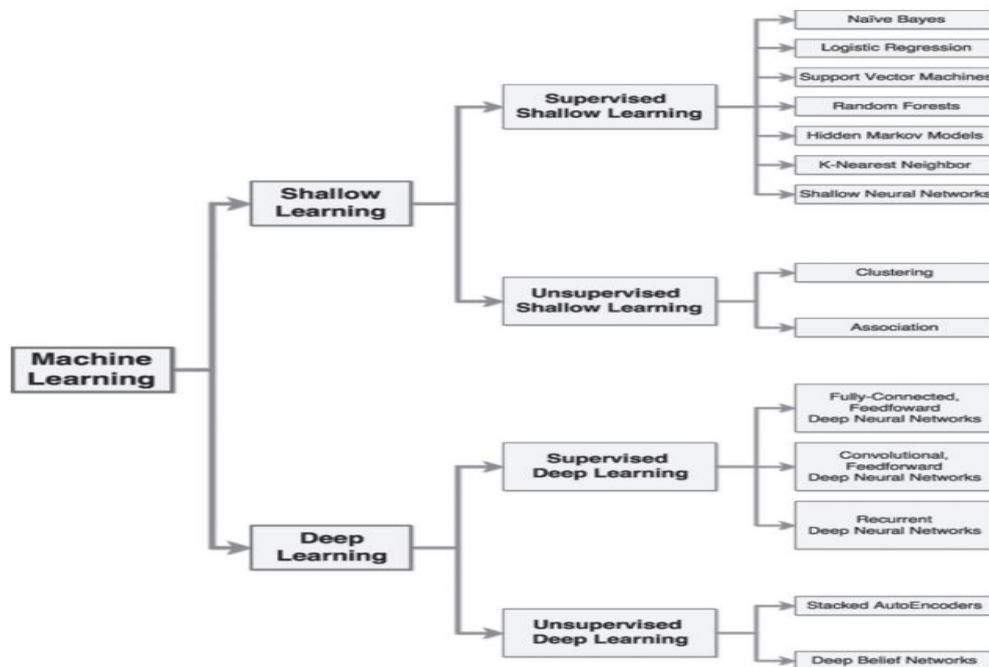 Machine
Learning
Shallow
Learning
Deep
Learning
Supervised
Shallow Learning
Unsupervised
Shallow Learning
Supervised
Deep Learning
Unsupervised
Deep Learning
Naïve Bayes
Logistic Regression
Support Vector Machines
Random Forests
Hidden Markov Models
K-Nearest Neighbor
Shallow Neural Networks
Clustering
Association
Fully-Connected,
Feedfoward
Deep Neural Networks
Convolutional,
Feedforward
Deep Neural Networks
Recurrent
Deep Neural Networks
Stacked AutoEncoders
Deep Belief Networks